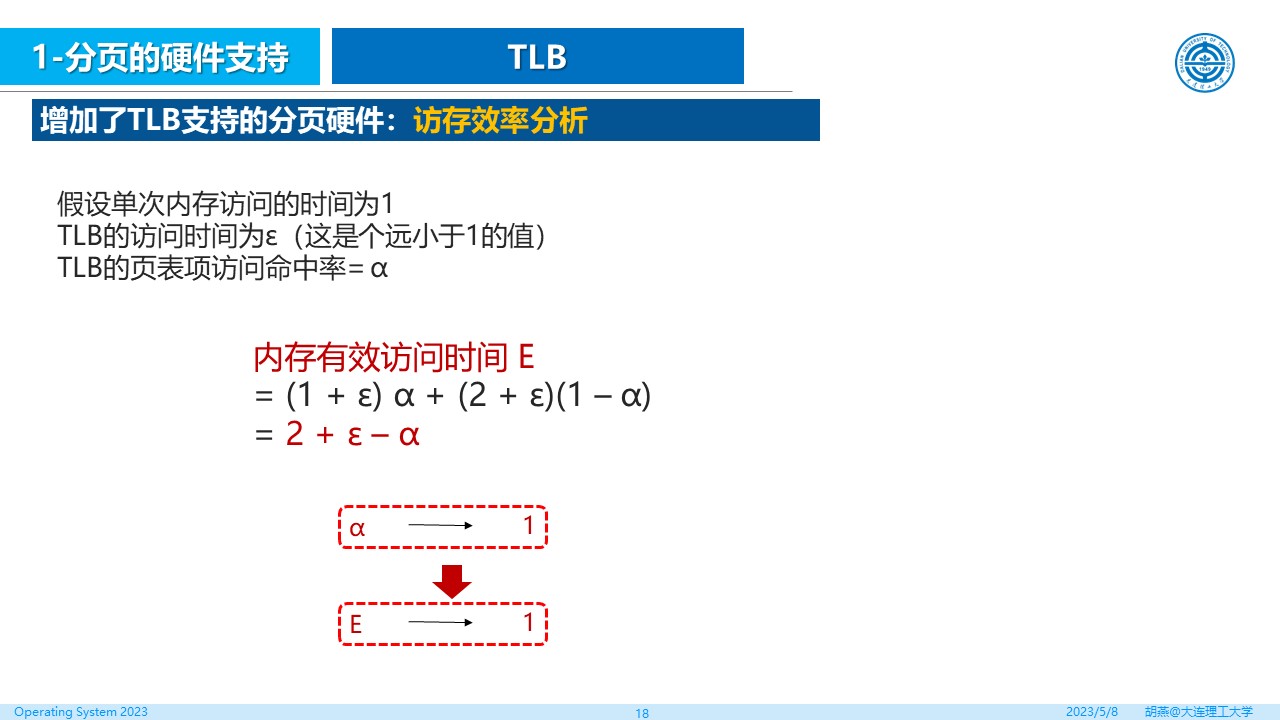 1-分页的硬件支持
TLB
增加了TLB支持的分页硬件：访存效率分析
假设单次内存访问的时间为1
TLB的访问时间为ε（这是个远小于1的值）
TLB的页表项访问命中率= α
内存有效访问时间 E
= (1 + ε) α + (2 + ε)(1 – α)
= 2 + ε – α
α 1
E 1
Operating System 2023
18
2023/5/8 胡燕@大连理工大学